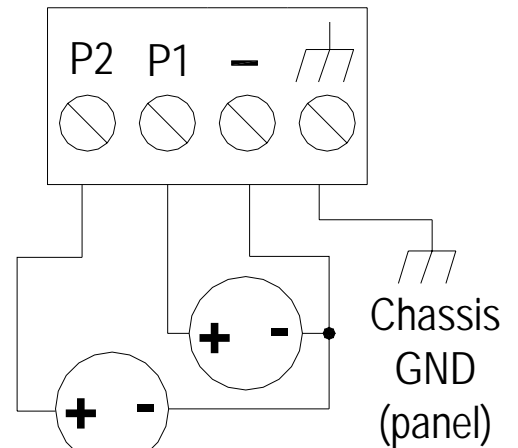 P2 P1 -
+ -
+ -
Chassis
GND
(panel)